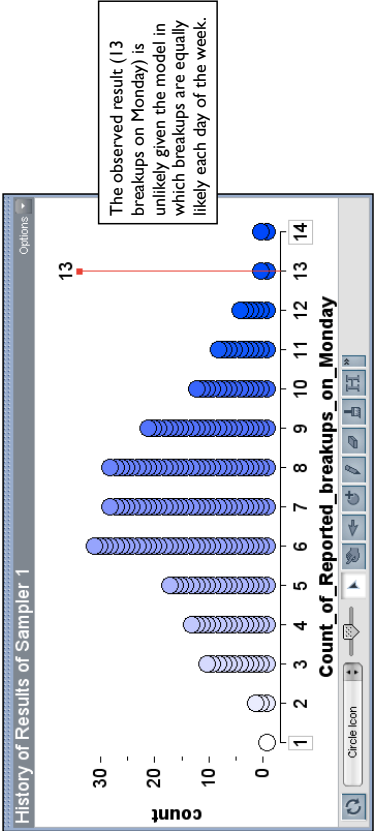 History of Results of Sampler 1
Options
13
30
20
10
0
count
1 2 3 4 5 6 7 8 9 10 11 12 13 14
Count_of_Reported_breakups_on_Monday
Circle Icon
The observed result (13
breakups on Monday) is
unlikely given the model in
which breakups are equally
likely each day of the week.